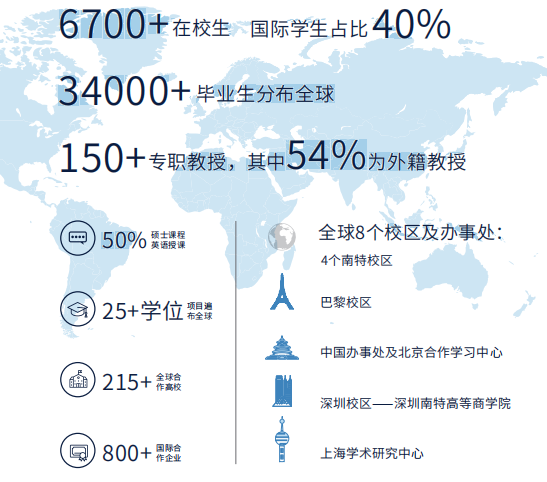 6700+在校生 国际学生占比40%
34000+毕业生分布全球
150+专职教授，其中54%为外籍教授
50% 硕士课程
英语授课
25+学位 项目遍
布全球
215+ 全球合
作高校
800+ 国际合
作企业
全球8个校区及办事处：
4个南特校区
巴黎校区
中国办事处及北京合作学习中心
深圳校区——深圳南特高等商学院
上海学术研究中心